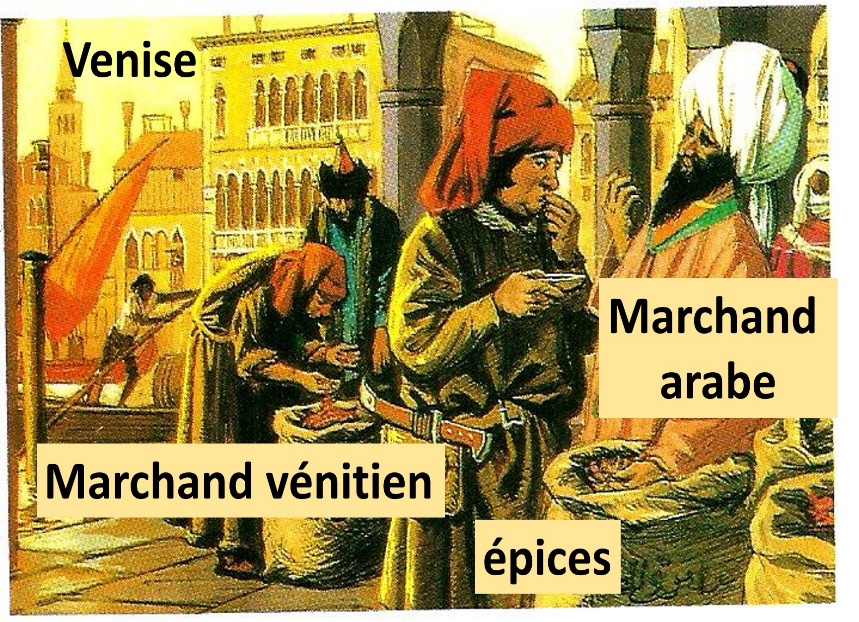 Venise
Marchand
arabe
Marchand vénitien
épices